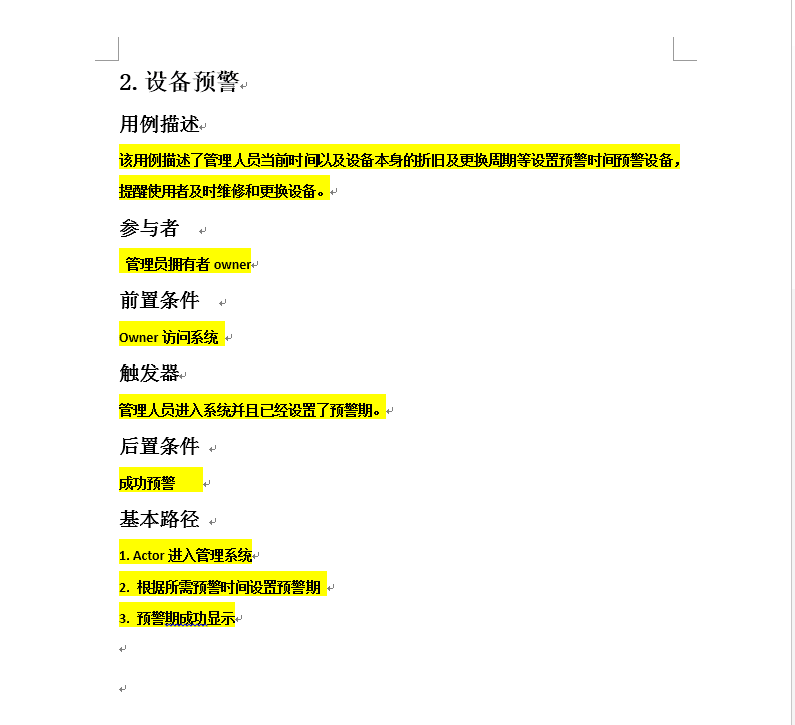 2. 设备预警
用例描述
该用例描述了管理人员当前时间以及设备本身的折旧及更换周期等设置预警时间预警设备，
提醒使用者及时维修和更换设备。
参与者
管理员拥有者 owner
前置条件
Owner 访问系统
触发器
管理人员进入系统并且已经设置了预警期。
后置条件
成功预警
基本路径
1. Actor 进入管理系统
2. 根据所需预警时间设置预警期
3. 预警期成功显示